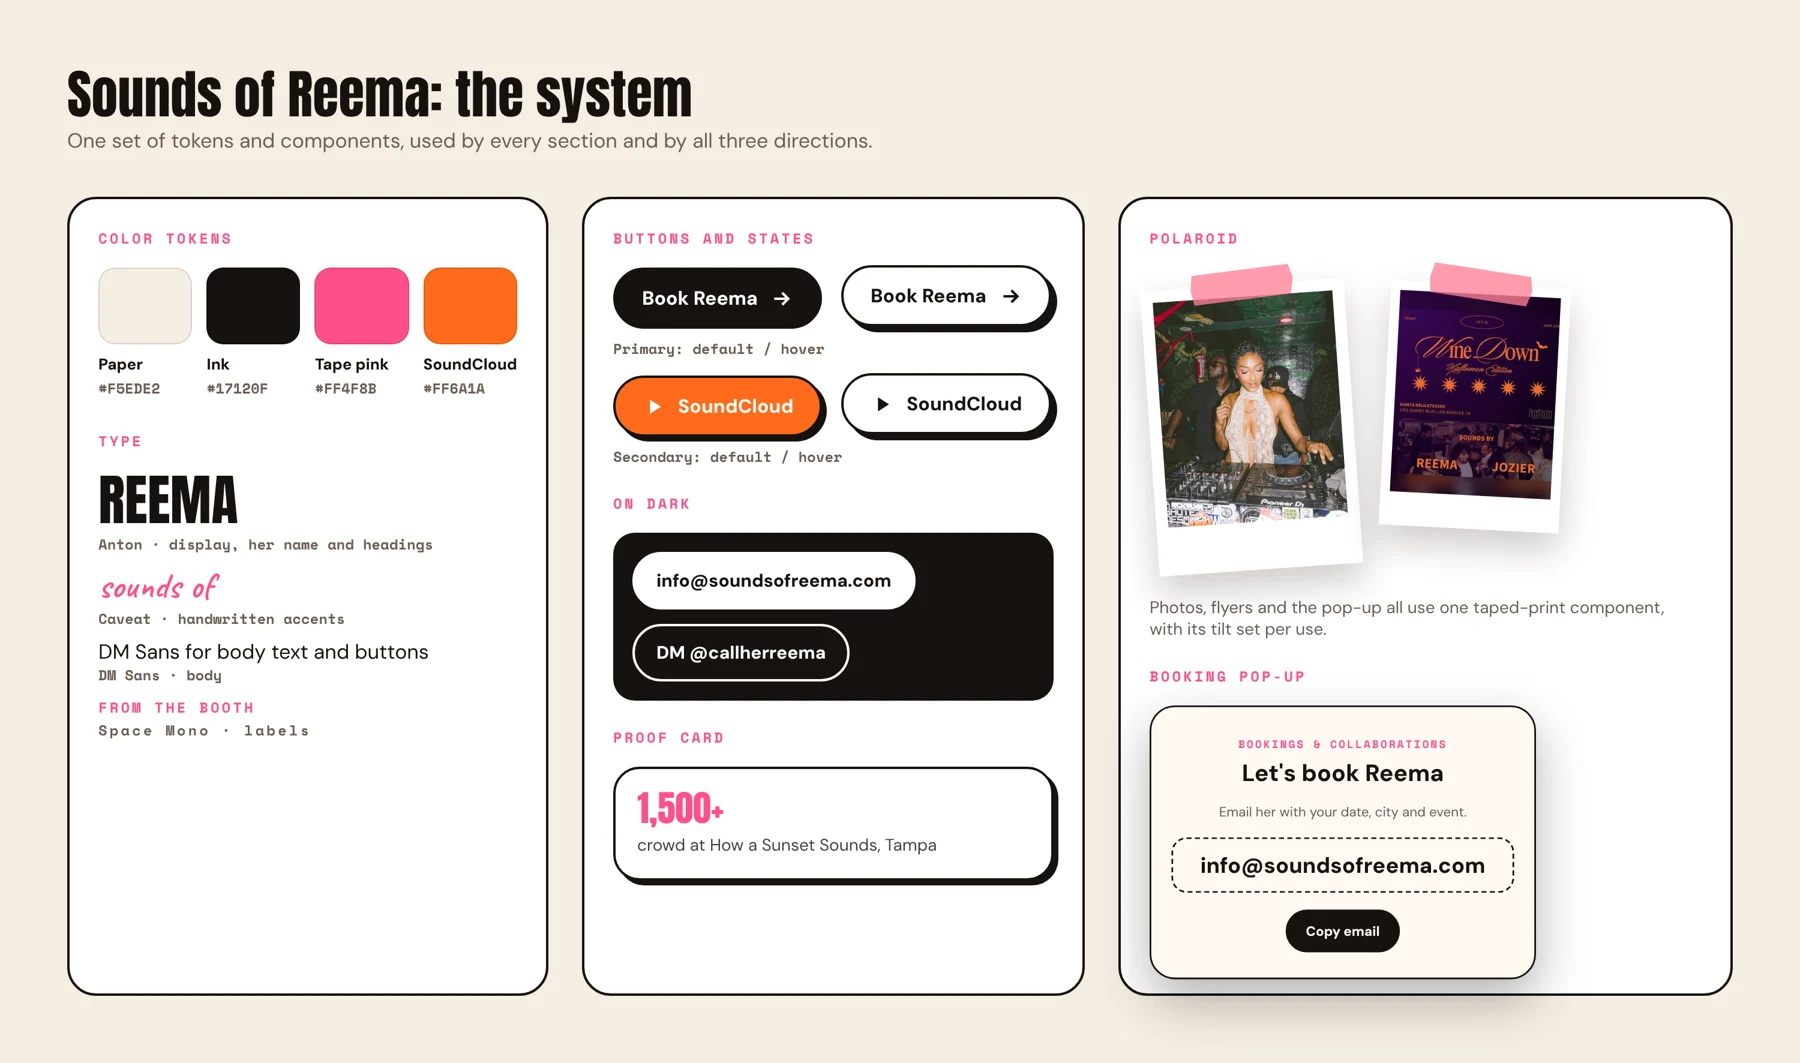 Sounds of Reema: the system
One set of tokens and components, used by every section and by all three directions.
COLOR TOKENS
Paper
#F5EDE2
Ink
#17120F
Tape pink
#FF4F8B
SoundCloud
#FF6A1A
TYPE
REEMA
Anton · display, her name and headings
sounds of
Caveat · handwritten accents
DM Sans for body text and buttons
DM Sans · body
FROM THE BOOTH
Space Mono · labels
BUTTONS AND STATES
Book Reema →
Book Reema →
Primary: default / hover
SoundCloud
SoundCloud
Secondary: default / hover
ON DARK
info@soundsofreema.com
DM @callherreema
PROOF CARD
1,500+
crowd at How a Sunset Sounds, Tampa
POLAROID
Pioneer DJ
Wine Down
Halloween Edition
SOUNDS BY
REEMA
JOZIER
Photos, flyers and the pop-up all use one taped-print component,
with its tilt set per use.
BOOKING POP-UP
BOOKINGS & COLLABORATIONS
Let's book Reema
Email her with your date, city and event.
info@soundsofreema.com
Copy email